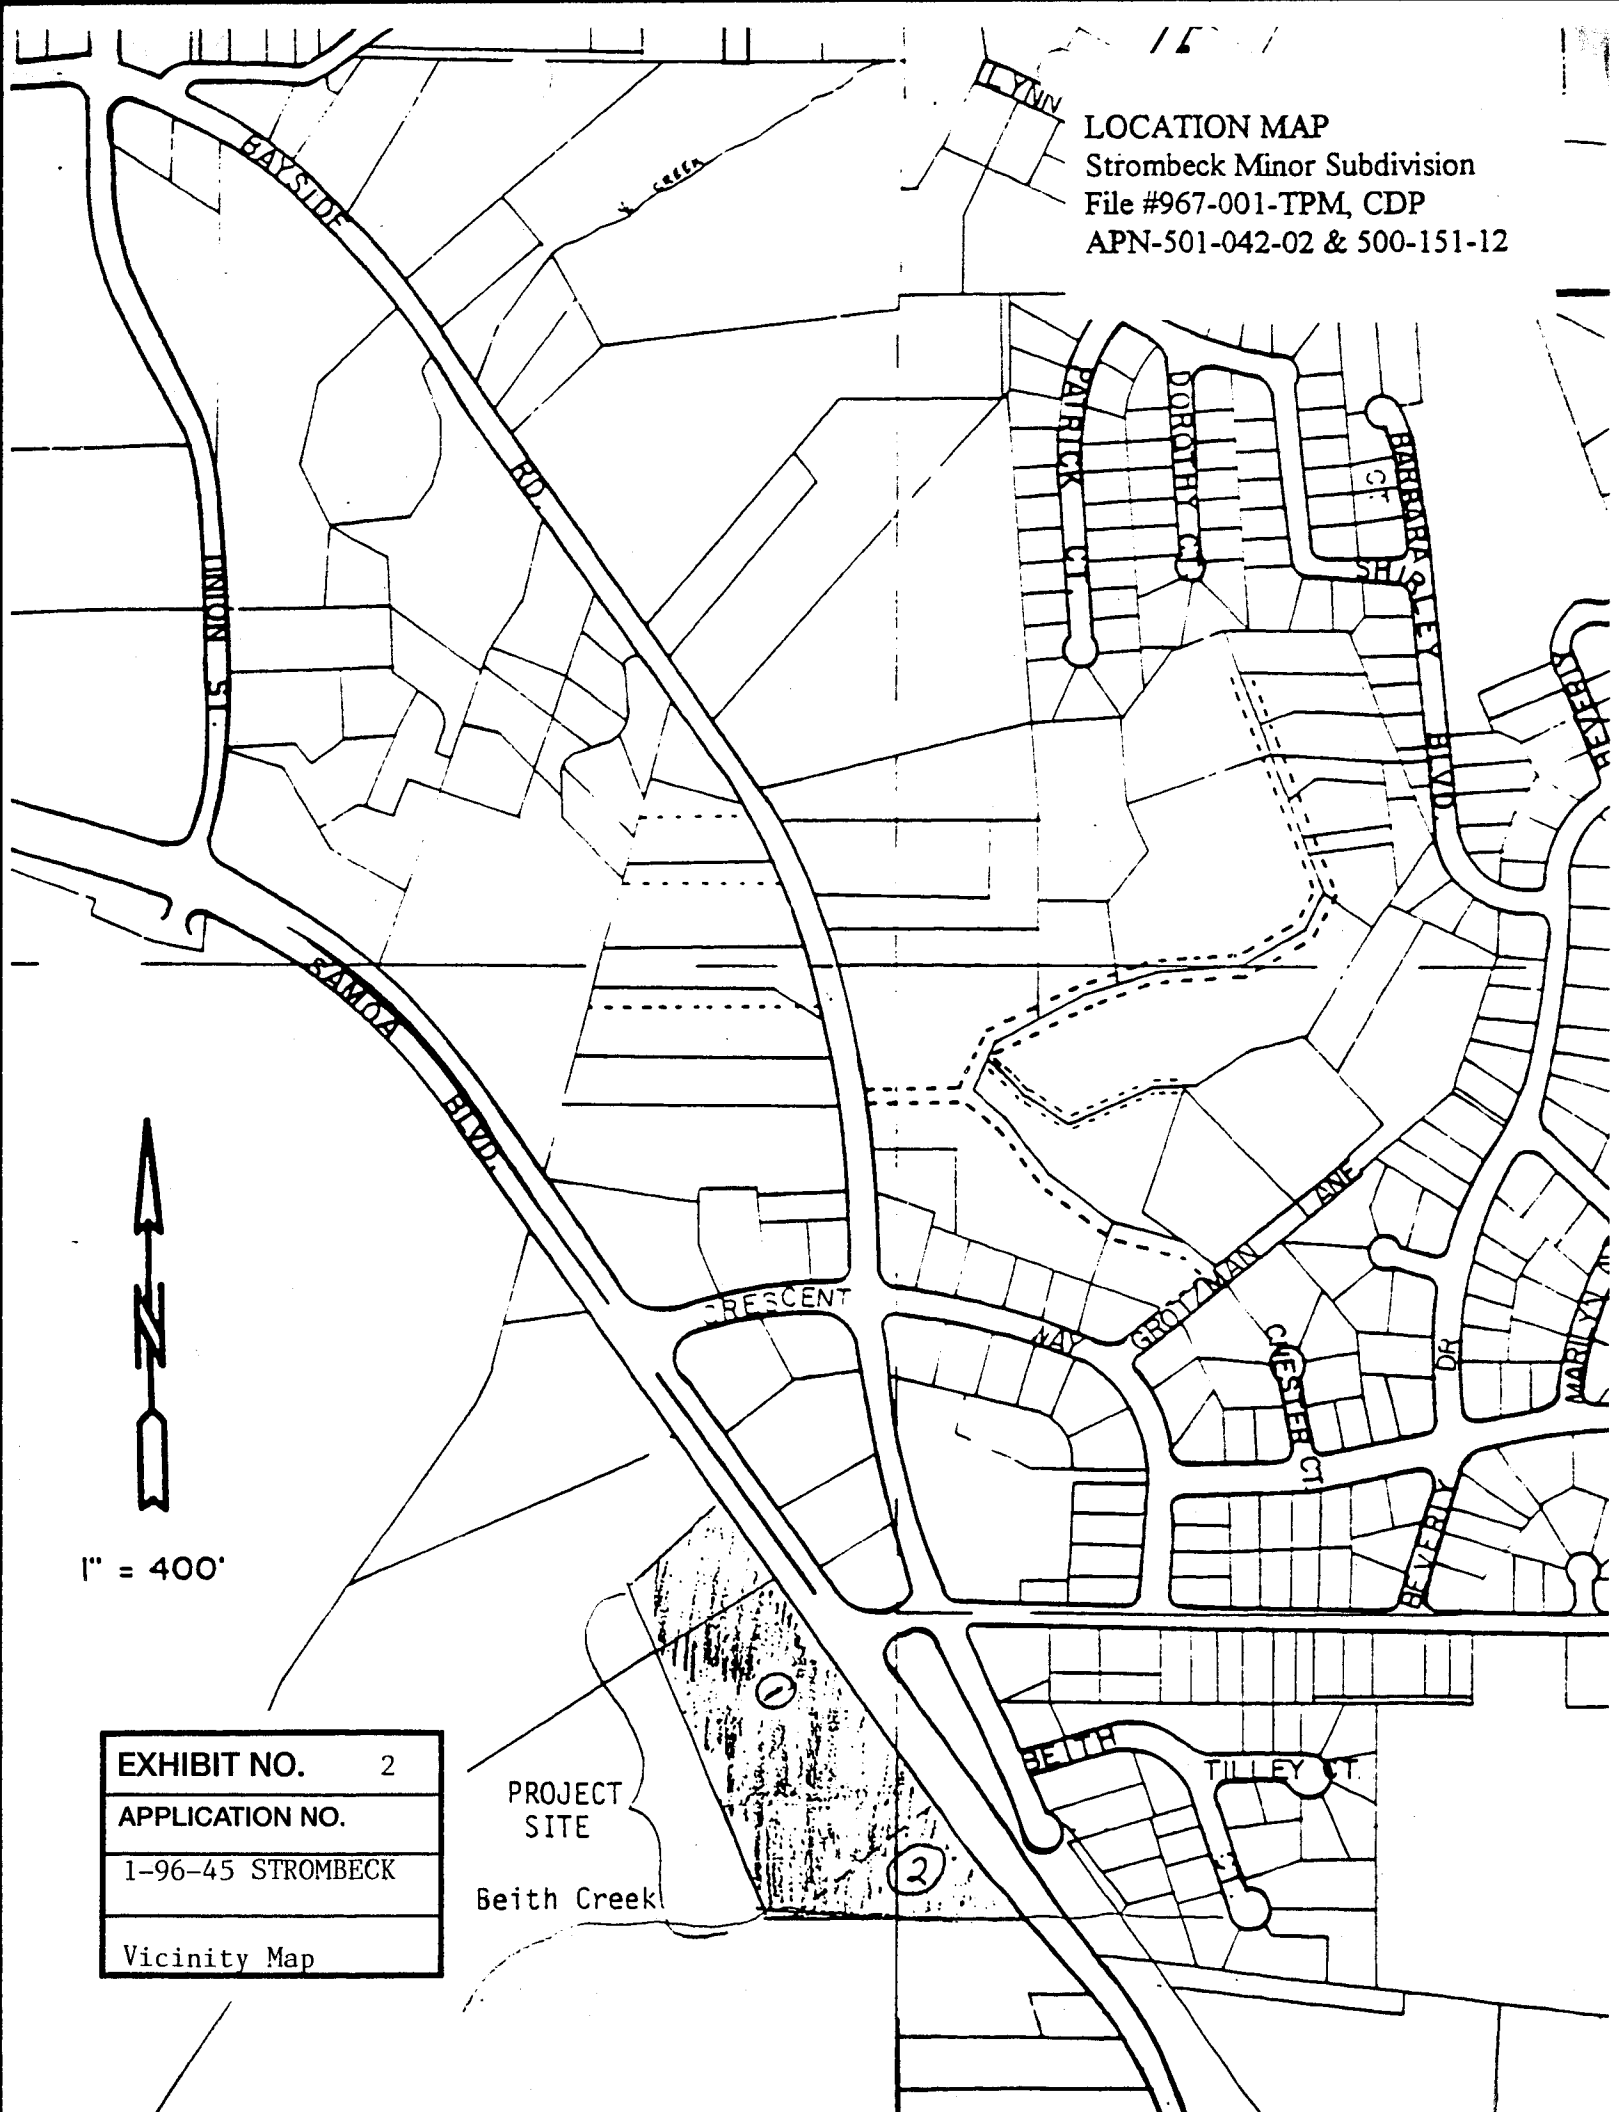 LYNN
LOCATION MAP
Strombeck Minor Subdivision
File #967-001-TPM, CDP
APN-501-042-02 & 500-151-12
BAYSIDE
CREEK
PATRICK CT
DOROTHY CT
BARBARA
CT.
RD.
UNION ST.
SHIRLEY BLVD.
BEVERLY
SAMOA
BLVD.
GROTZMAN LANE
CRESCENT
WAY
CHESTER CT.
DR
MARILYN
N
1" = 400'
BEVERLY
1
BEITH
TILLEY CT.
EXHIBIT NO. 2
APPLICATION NO.
1-96-45 STROMBECK
Vicinity Map
PROJECT
SITE
2
Beith Creek